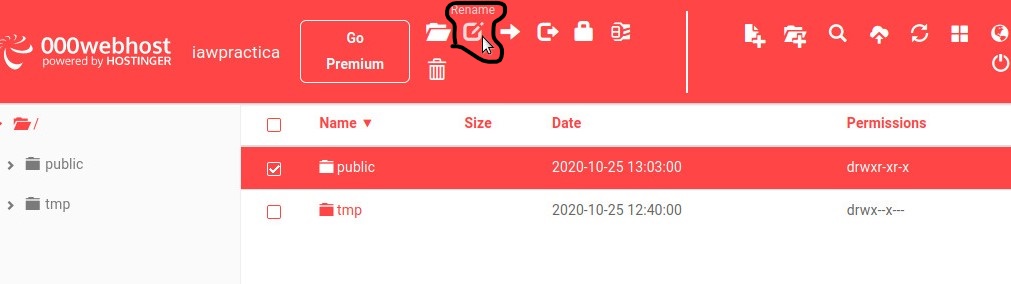 Rename
000webhost
powered by HOSTINGER
iawpractica
Go
Premium
/
public
tmp
Name ▼ Size Date Permissions
public 2020-10-25 13:03:00 drwxr-xr-x
tmp 2020-10-25 12:40:00 drwx--x---